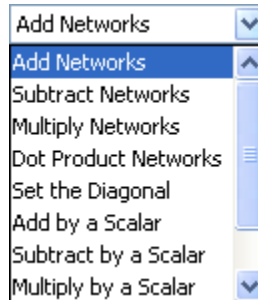 Add Networks
Add Networks
Subtract Networks
Multiply Networks
Dot Product Networks
Set the Diagonal
Add by a Scalar
Subtract by a Scalar
Multiply by a Scalar